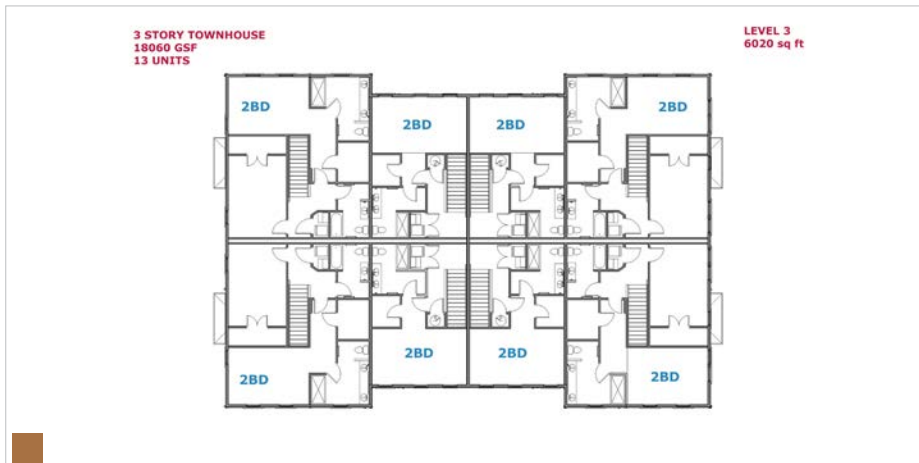 3 STORY TOWNHOUSE
18060 GSF
13 UNITS
LEVEL 3
6020 sq ft
2BD
2BD
2BD
2BD
2BD
2BD
2BD
2BD